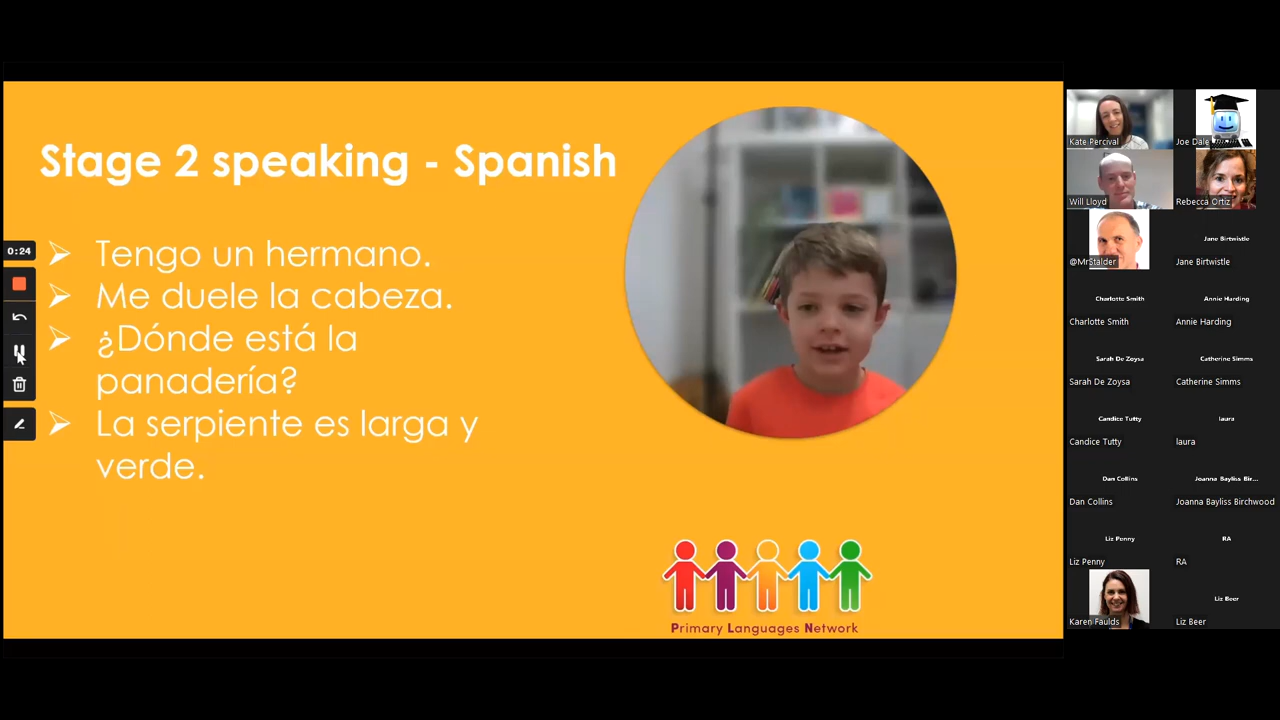 Stage 2 speaking - Spanish
0:24
Tengo un hermano.
Me duele la cabeza.
¿Dónde está la
panadería?
La serpiente es larga y
verde.
Primary Languages Network
Kate Percival
Joe Dale
Will Lloyd
Rebecca Ortiz
@MrStalder
Jane Birtwistle
Jane Birtwistle
Charlotte Smith
Annie Harding
Charlotte Smith
Annie Harding
Sarah De Zoysa
Catherine Simms
Sarah De Zoysa
Catherine Simms
Candice Tutty
laura
Candice Tutty
laura
Dan Collins
Joanna Bayliss Bir...
Dan Collins
Joanna Bayliss Birchwood
Liz Penny
RA
Liz Penny
RA
Liz Beer
Karen Faulds
Liz Beer